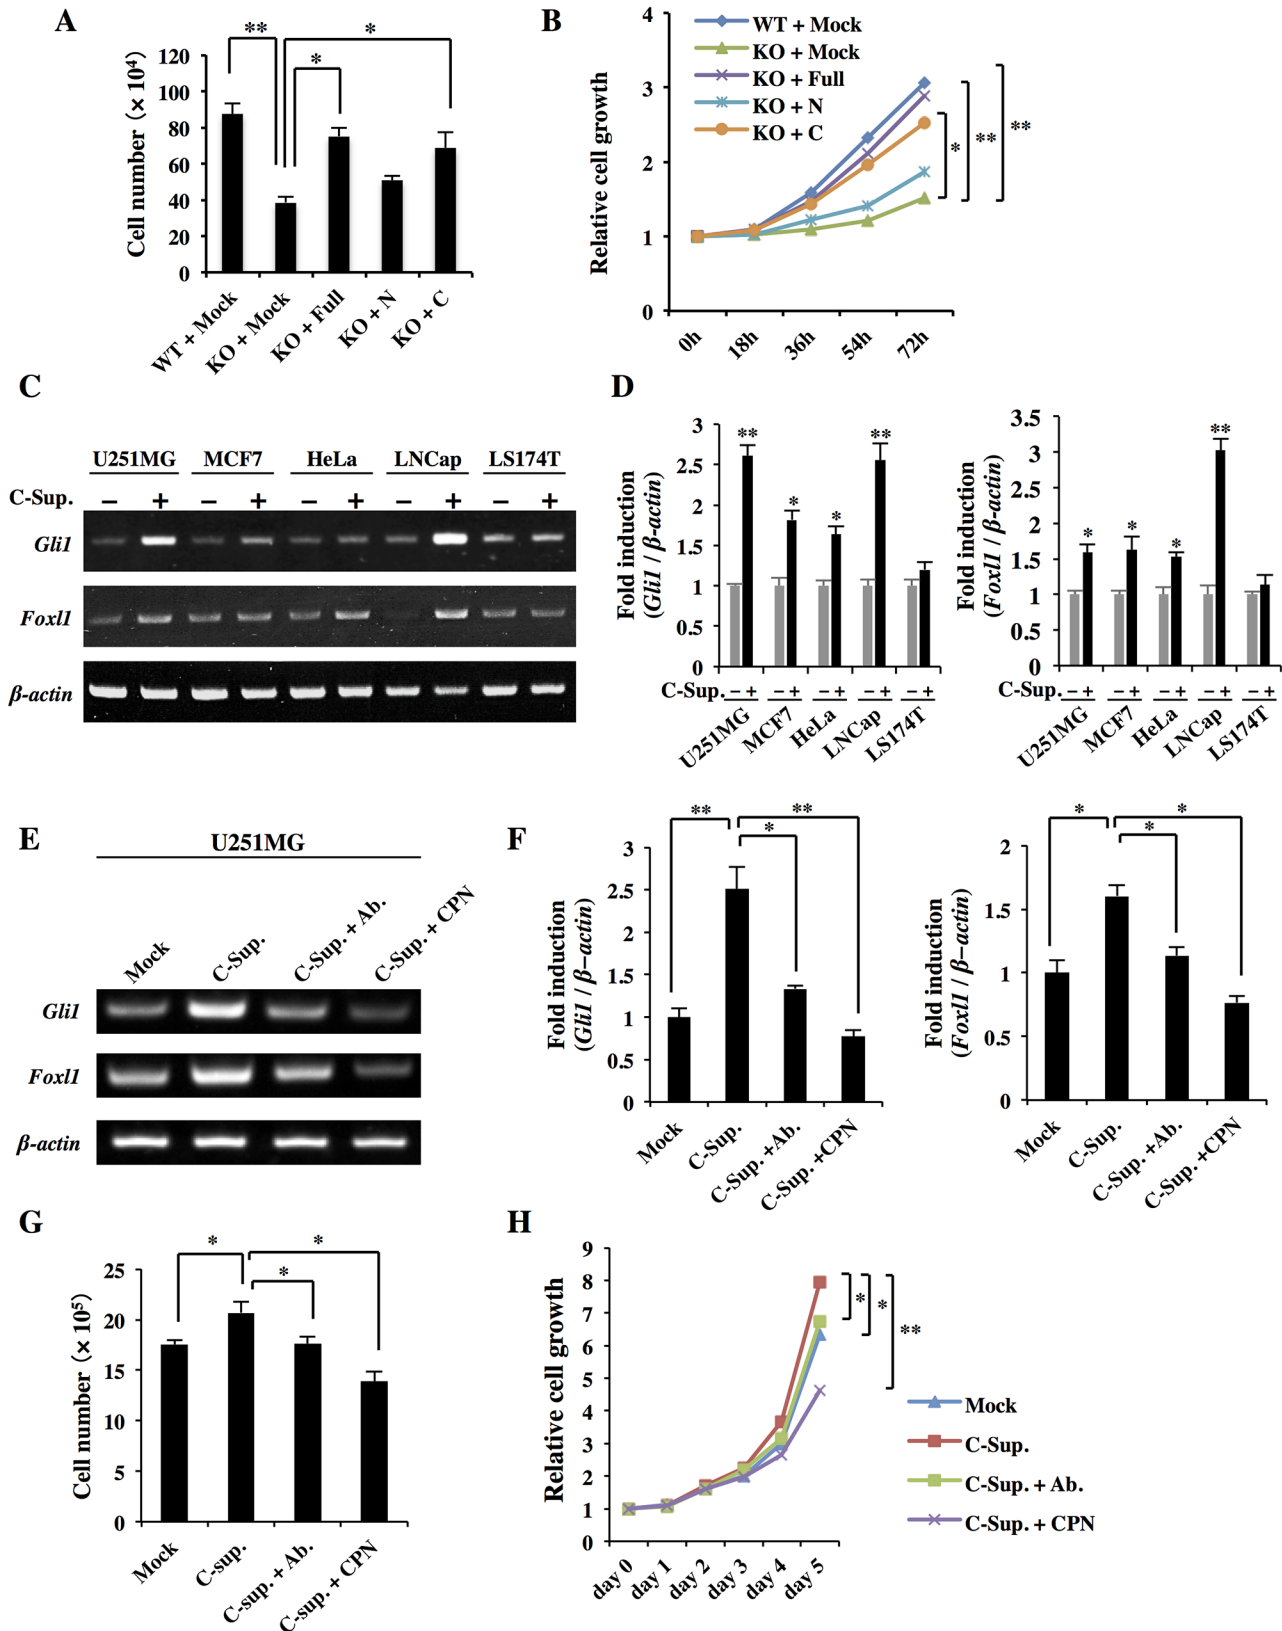 A
** * *
Cell number (× 10⁴)
120
100
80
60
40
20
0
WT + Mock
KO + Mock
KO + Full
KO + N
KO + C
B
Relative cell growth
4
3
2
1
0
WT + Mock
KO + Mock
KO + Full
KO + N
KO + C
* ** **
0h 18h 36h 54h 72h
C
U251MG MCF7 HeLa LNCap LS174T
C-Sup. – + – + – + – + – +
Gli1
Foxl1
β-actin
D
Fold induction
(Gli1 / β-actin)
3
2.5
2
1.5
1
0.5
0
** * * **
C-Sup. – + – + – + – + – +
U251MG MCF7 HeLa LNCap LS174T
Fold induction
(Foxl1 / β-actin)
3.5
3
2.5
2
1.5
1
0.5
0
* * * **
– + – + – + – + – +
U251MG MCF7 HeLa LNCap LS174T
E
U251MG
Mock C-Sup. C-Sup. + Ab. C-Sup. + CPN
Gli1
Foxl1
β-actin
F
** ** *
Fold induction
(Gli1 / β–actin)
3
2.5
2
1.5
1
0.5
0
Mock
C-Sup.
C-Sup. +Ab.
C-Sup. +CPN
* * *
Fold induction
(Foxl1 / β–actin)
2
1.5
1
0.5
0
Mock
C-Sup.
C-Sup. +Ab.
C-Sup. +CPN
G
* * *
Cell number (× 10⁵)
25
20
15
10
5
0
Mock
C-sup.
C-sup. + Ab.
C-sup. + CPN
H
Relative cell growth
9
8
7
6
5
4
3
2
1
0
* * **
day 0 day 1 day 2 day 3 day 4 day 5
Mock
C-Sup.
C-Sup. + Ab.
C-Sup. + CPN